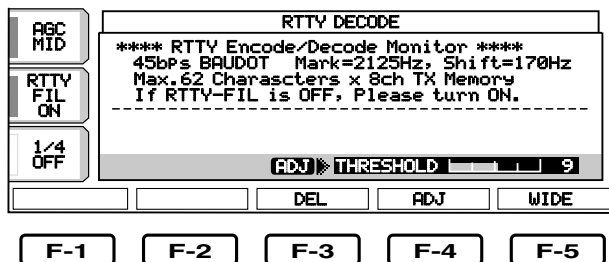 AGC
MID
RTTY
FIL
ON
1/4
OFF
RTTY DECODE
**** RTTY Encode/Decode Monitor ****
45bps BAUDOT Mark=2125Hz, Shift=170Hz
Max.62 Charascters x 8ch TX Memory
If RTTY-FIL is OFF, Please turn ON.
ADJ THRESHOLD 9
DEL ADJ WIDE
F-1 F-2 F-3 F-4 F-5